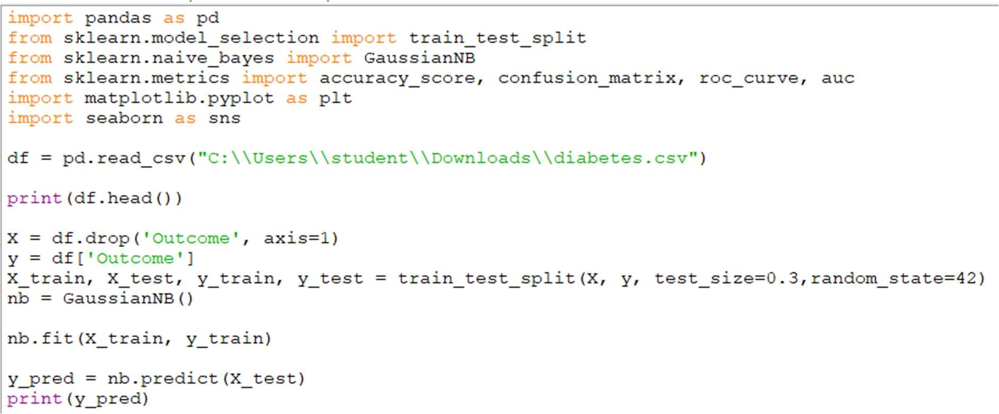 import pandas as pd
from sklearn.model_selection import train_test_split
from sklearn.naive_bayes import GaussianNB
from sklearn.metrics import accuracy_score, confusion_matrix, roc_curve, auc
import matplotlib.pyplot as plt
import seaborn as sns
df = pd.read_csv("C:\\Users\\student\\Downloads\\diabetes.csv")
print(df.head())
X = df.drop('Outcome', axis=1)
y = df['Outcome']
X_train, X_test, y_train, y_test = train_test_split(X, y, test_size=0.3,random_state=42)
nb = GaussianNB()
nb.fit(X_train, y_train)
y_pred = nb.predict(X_test)
print(y_pred)